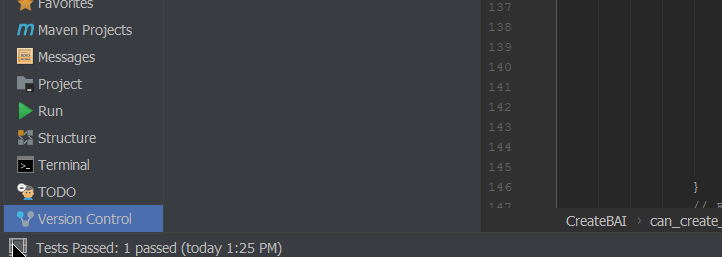 Favorites
Maven Projects
Messages
Project
Run
Structure
Terminal
TODO
Version Control
137
138
139
140
141
142
143
144
145
146 }
147 //
CreateBAI › can_create_
Tests Passed: 1 passed (today 1:25 PM)